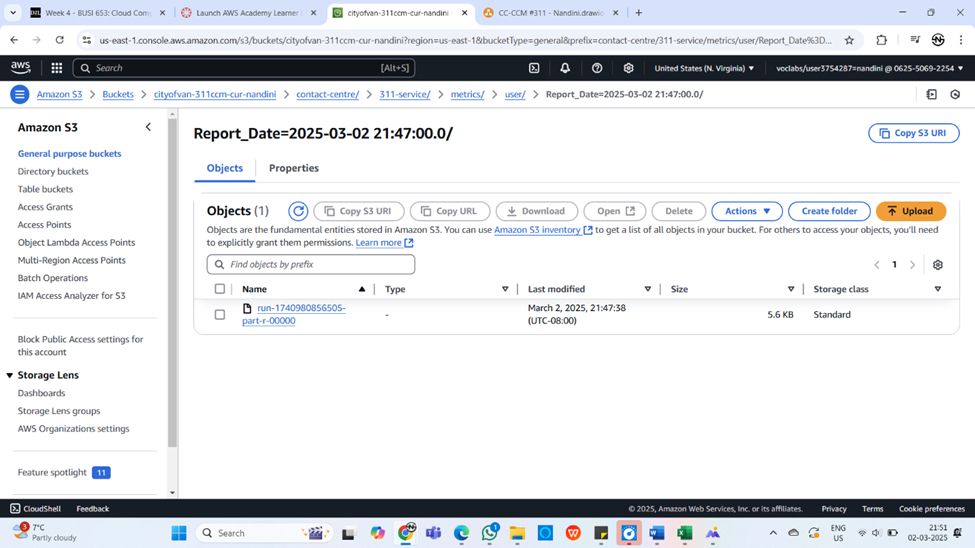 Week 4 - BUSI 653: Cloud Comp
Launch AWS Academy Learner
cityofvan-311ccm-cur-nandini
CC-CCM #311 - Nandini.drawio
us-east-1.console.aws.amazon.com/s3/buckets/cityofvan-311ccm-cur-nandini?region=us-east-1&bucketType=general&prefix=contact-centre/311-service/metrics/user/Report_Date%3D...
aws
Search
[Alt+S]
United States (N. Virginia)
voclabs/user3754287=nandini @ 0625-5069-2254
Amazon S3 > Buckets > cityofvan-311ccm-cur-nandini > contact-centre/ > 311-service/ > metrics/ > user/ > Report_Date=2025-03-02 21:47:00.0/
Amazon S3
General purpose buckets
Directory buckets
Table buckets
Access Grants
Access Points
Object Lambda Access Points
Multi-Region Access Points
Batch Operations
IAM Access Analyzer for S3
Block Public Access settings for
this account
Storage Lens
Dashboards
Storage Lens groups
AWS Organizations settings
Feature spotlight 11
Report_Date=2025-03-02 21:47:00.0/
Copy S3 URI
Objects
Properties
Objects (1)
Copy S3 URI
Copy URL
Download
Open
Delete
Actions
Create folder
Upload
Objects are the fundamental entities stored in Amazon S3. You can use Amazon S3 inventory to get a list of all objects in your bucket. For others to access your objects, you'll need
to explicitly grant them permissions. Learn more
Find objects by prefix
1
Name
Type
Last modified
Size
Storage class
run-1740980856505-
part-r-00000
-
March 2, 2025, 21:47:38
(UTC-08:00)
5.6 KB
Standard
CloudShell
Feedback
© 2025, Amazon Web Services, Inc. or its affiliates.
Privacy
Terms
Cookie preferences
3
7°C
Partly cloudy
Search
1
ENG
US
21:51
02-03-2025